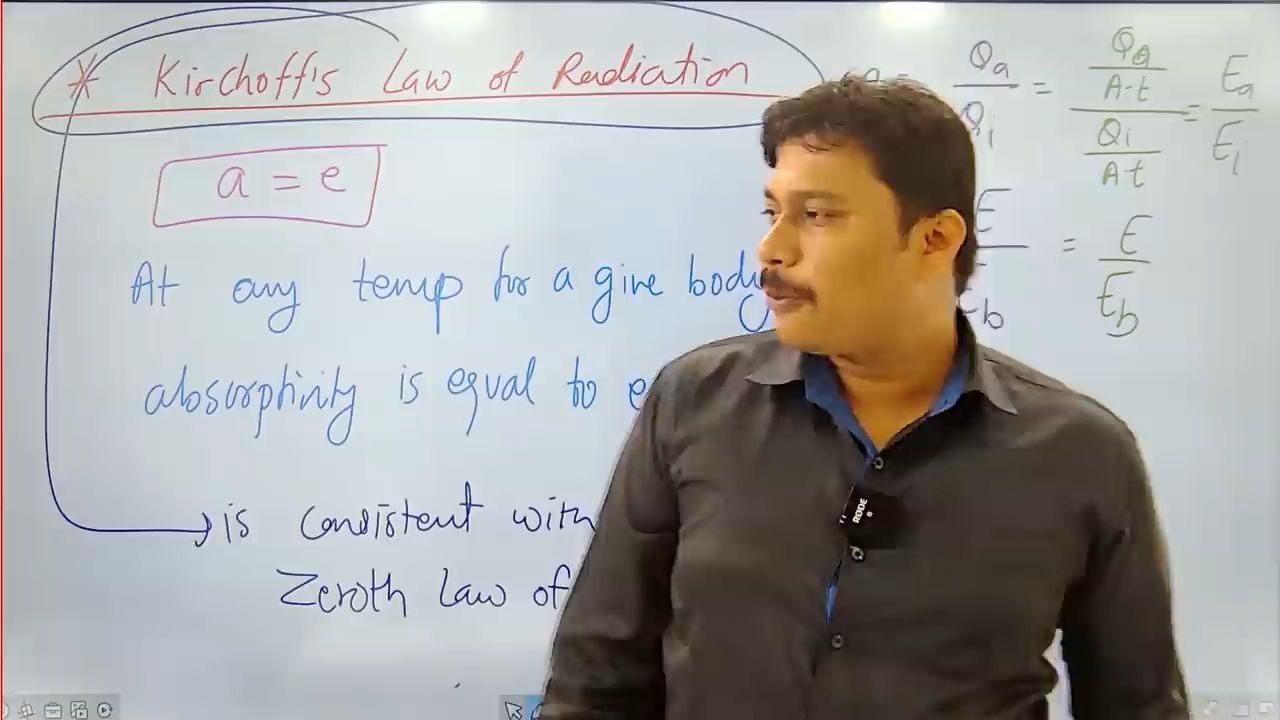 * Kirchoff's Law of Radiation
a = e
At any temp for a give body
absorptivity is equal to
is consistent with
Zeroth Law of
Qa/Qi = (Qa/A·t)/(Qi/A·t) = Ea/Ei
E/Eb = E/Eb
RODE